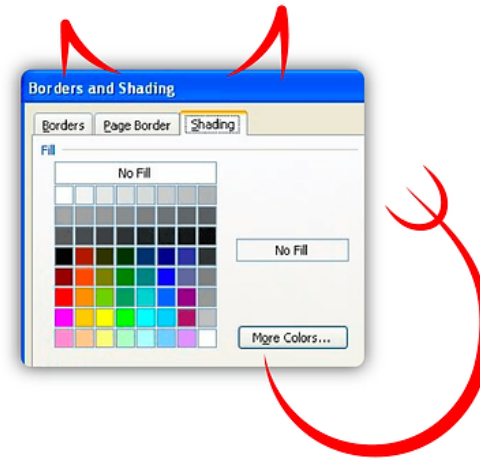 Borders and Shading
Borders Page Border Shading
Fill
No Fill
No Fill
More Colors...